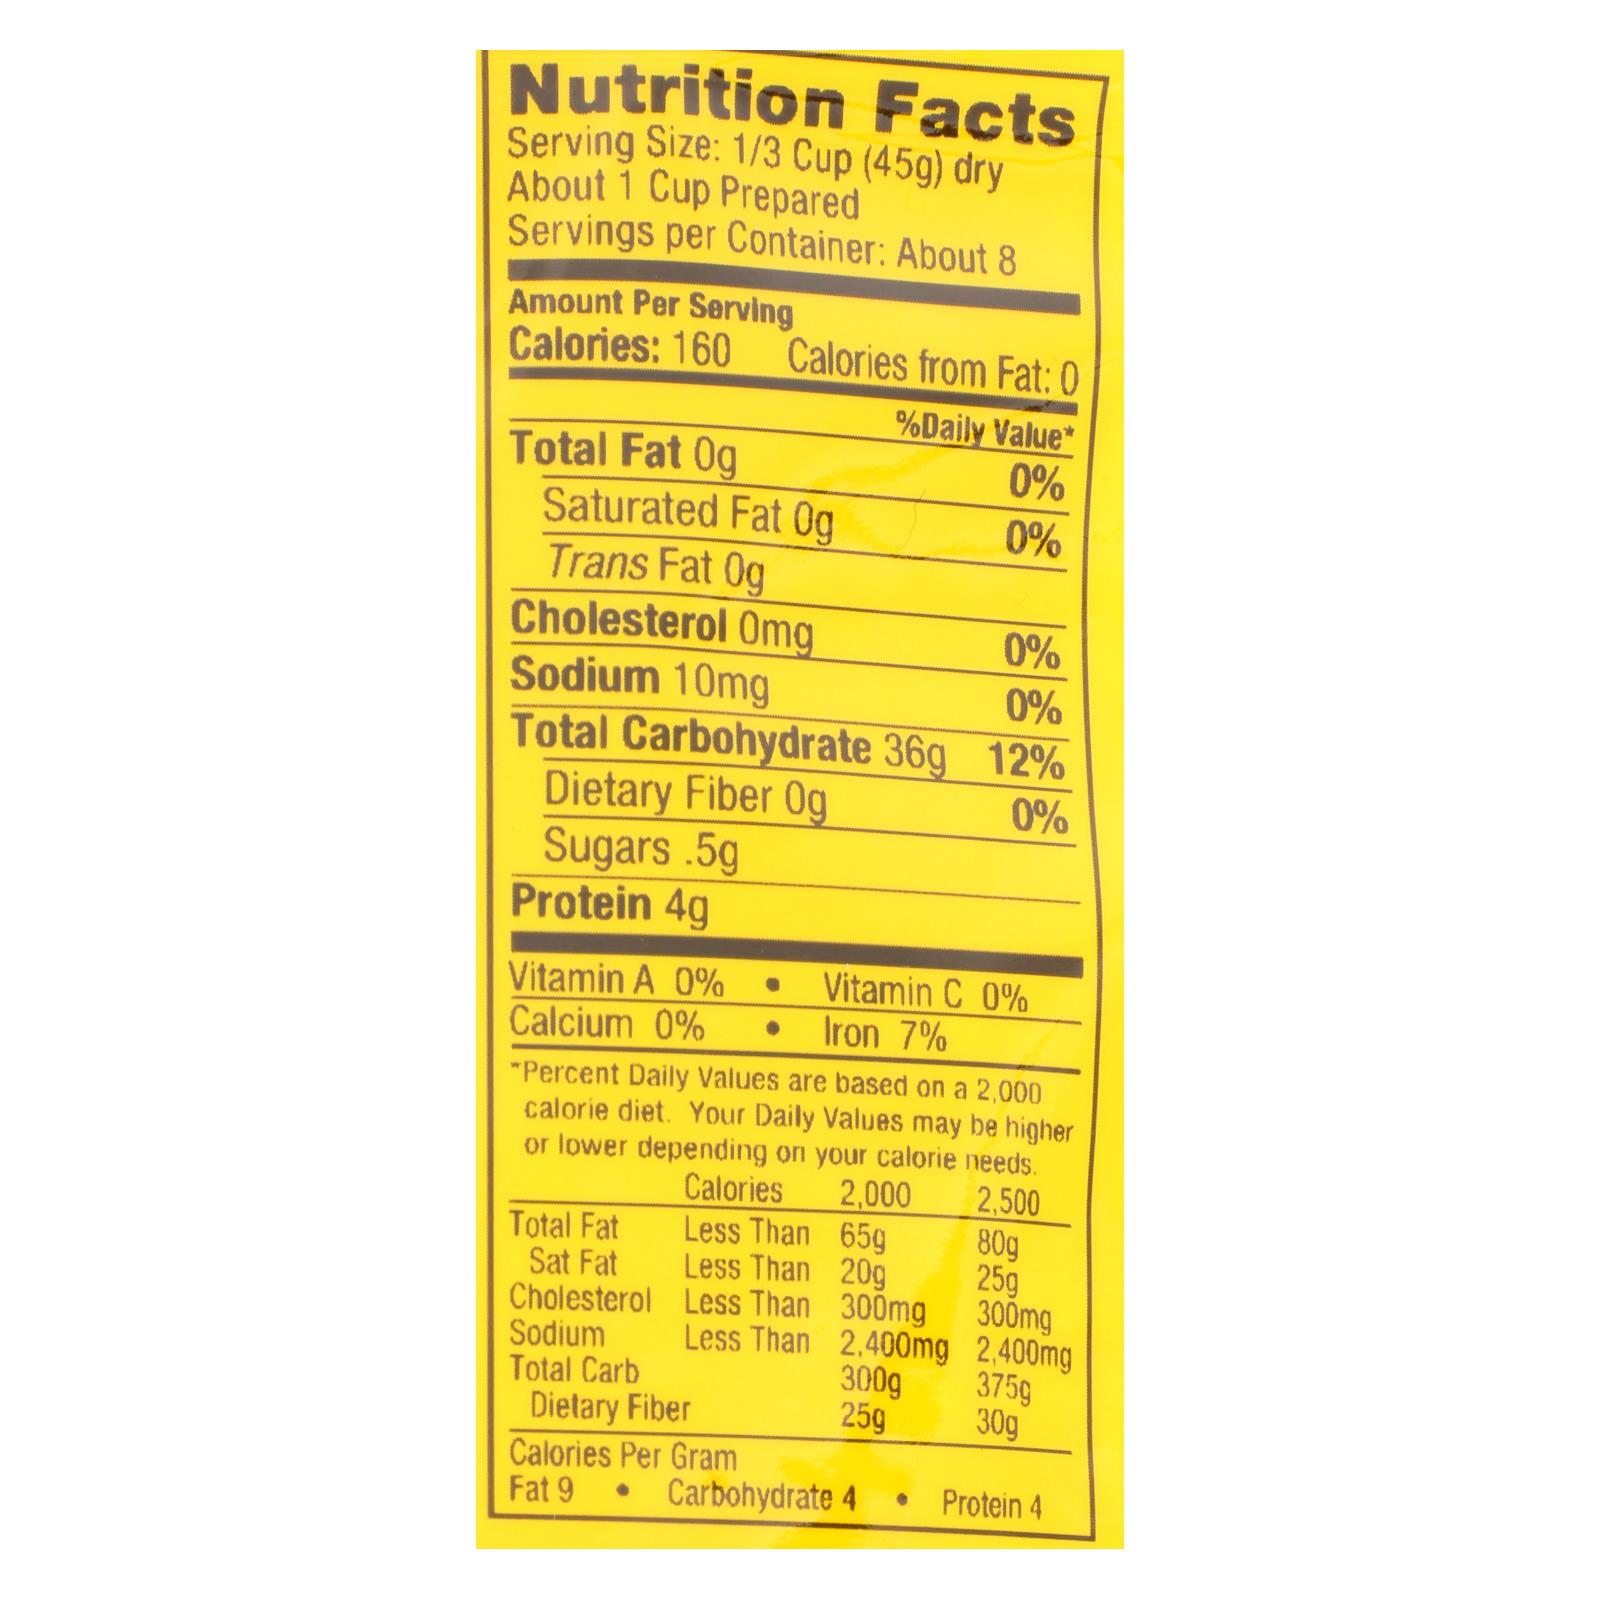 Nutrition Facts
Serving Size: 1/3 Cup (45g) dry
About 1 Cup Prepared
Servings per Container: About 8
Amount Per Serving
Calories: 160 Calories from Fat: 0
%Daily Value*
Total Fat 0g 0%
Saturated Fat 0g 0%
Trans Fat 0g
Cholesterol 0mg 0%
Sodium 10mg 0%
Total Carbohydrate 36g 12%
Dietary Fiber 0g 0%
Sugars .5g
Protein 4g
Vitamin A 0% • Vitamin C 0%
Calcium 0% • Iron 7%
*Percent Daily Values are based on a 2,000
calorie diet. Your Daily Values may be higher
or lower depending on your calorie needs.
Calories 2,000 2,500
Total Fat Less Than 65g 80g
Sat Fat Less Than 20g 25g
Cholesterol Less Than 300mg 300mg
Sodium Less Than 2,400mg 2,400mg
Total Carb 300g 375g
Dietary Fiber 25g 30g
Calories Per Gram
Fat 9 • Carbohydrate 4 • Protein 4